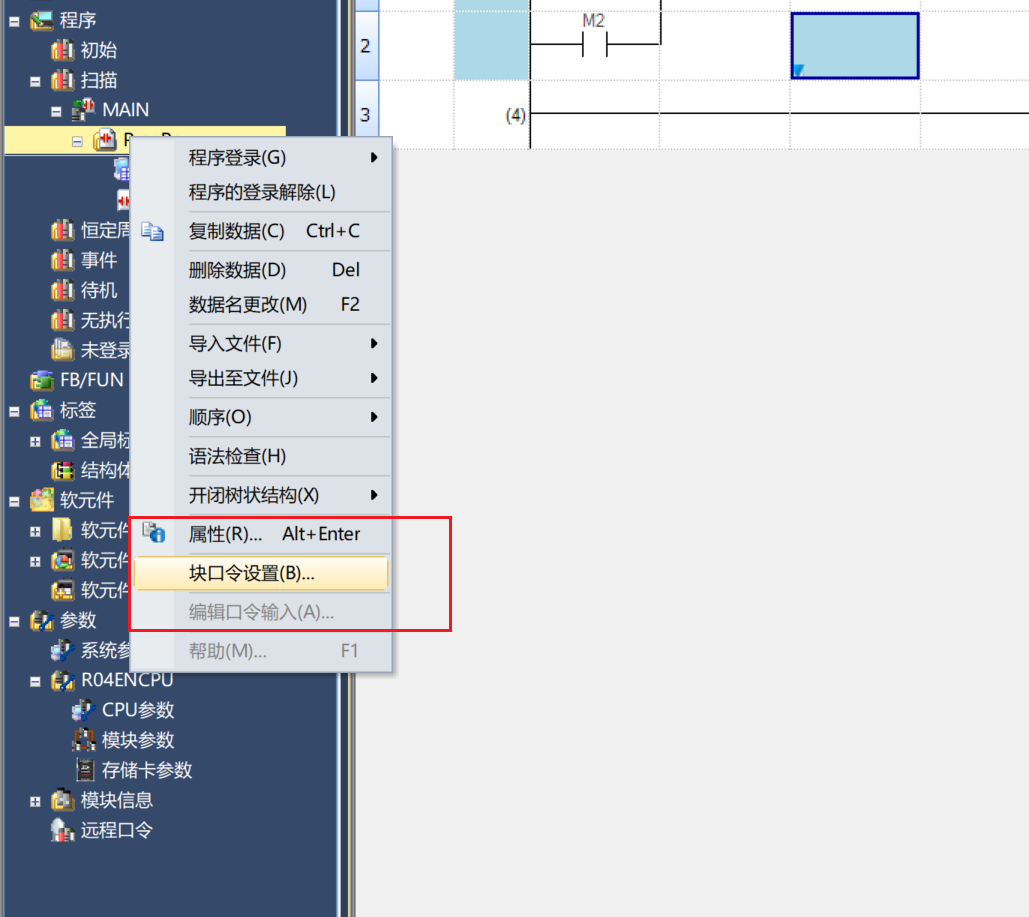 程序
初始
扫描
MAIN
恒定周
事件
待机
无执行
未登录
FB/FUN
标签
全局标
结构体
软元件
软元件
软元件
软元件
参数
系统参
R04ENCPU
CPU参数
模块参数
存储卡参数
模块信息
远程口令
程序登录(G)
程序的登录解除(L)
复制数据(C) Ctrl+C
删除数据(D) Del
数据名更改(M) F2
导入文件(F)
导出至文件(J)
顺序(O)
语法检查(H)
开闭树状结构(X)
属性(R)... Alt+Enter
块口令设置(B)...
编辑口令输入(A)...
帮助(M)... F1
M2
2
3 (4)